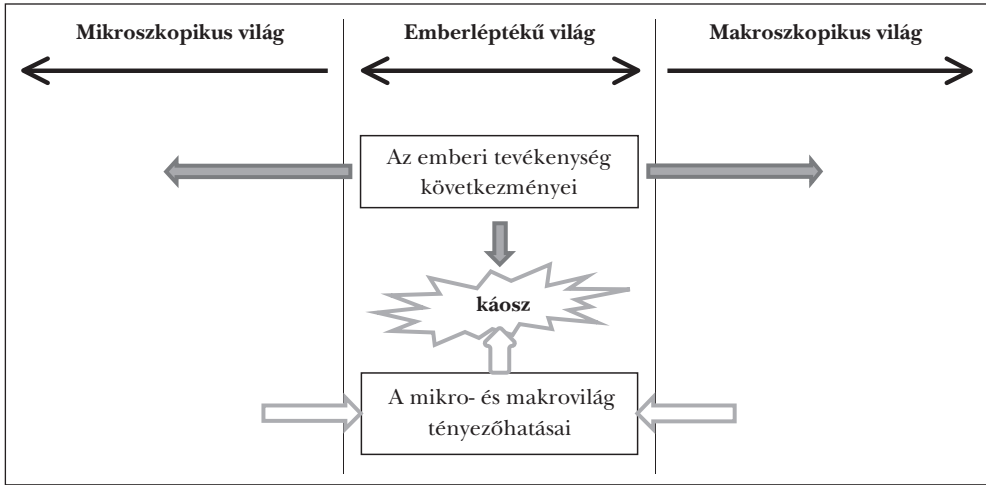 Mikroszkopikus világ
Emberléptékű világ
Makroszkopikus világ
Az emberi tevékenység
következményei
káosz
A mikro- és makrovilág
tényezőhatásai